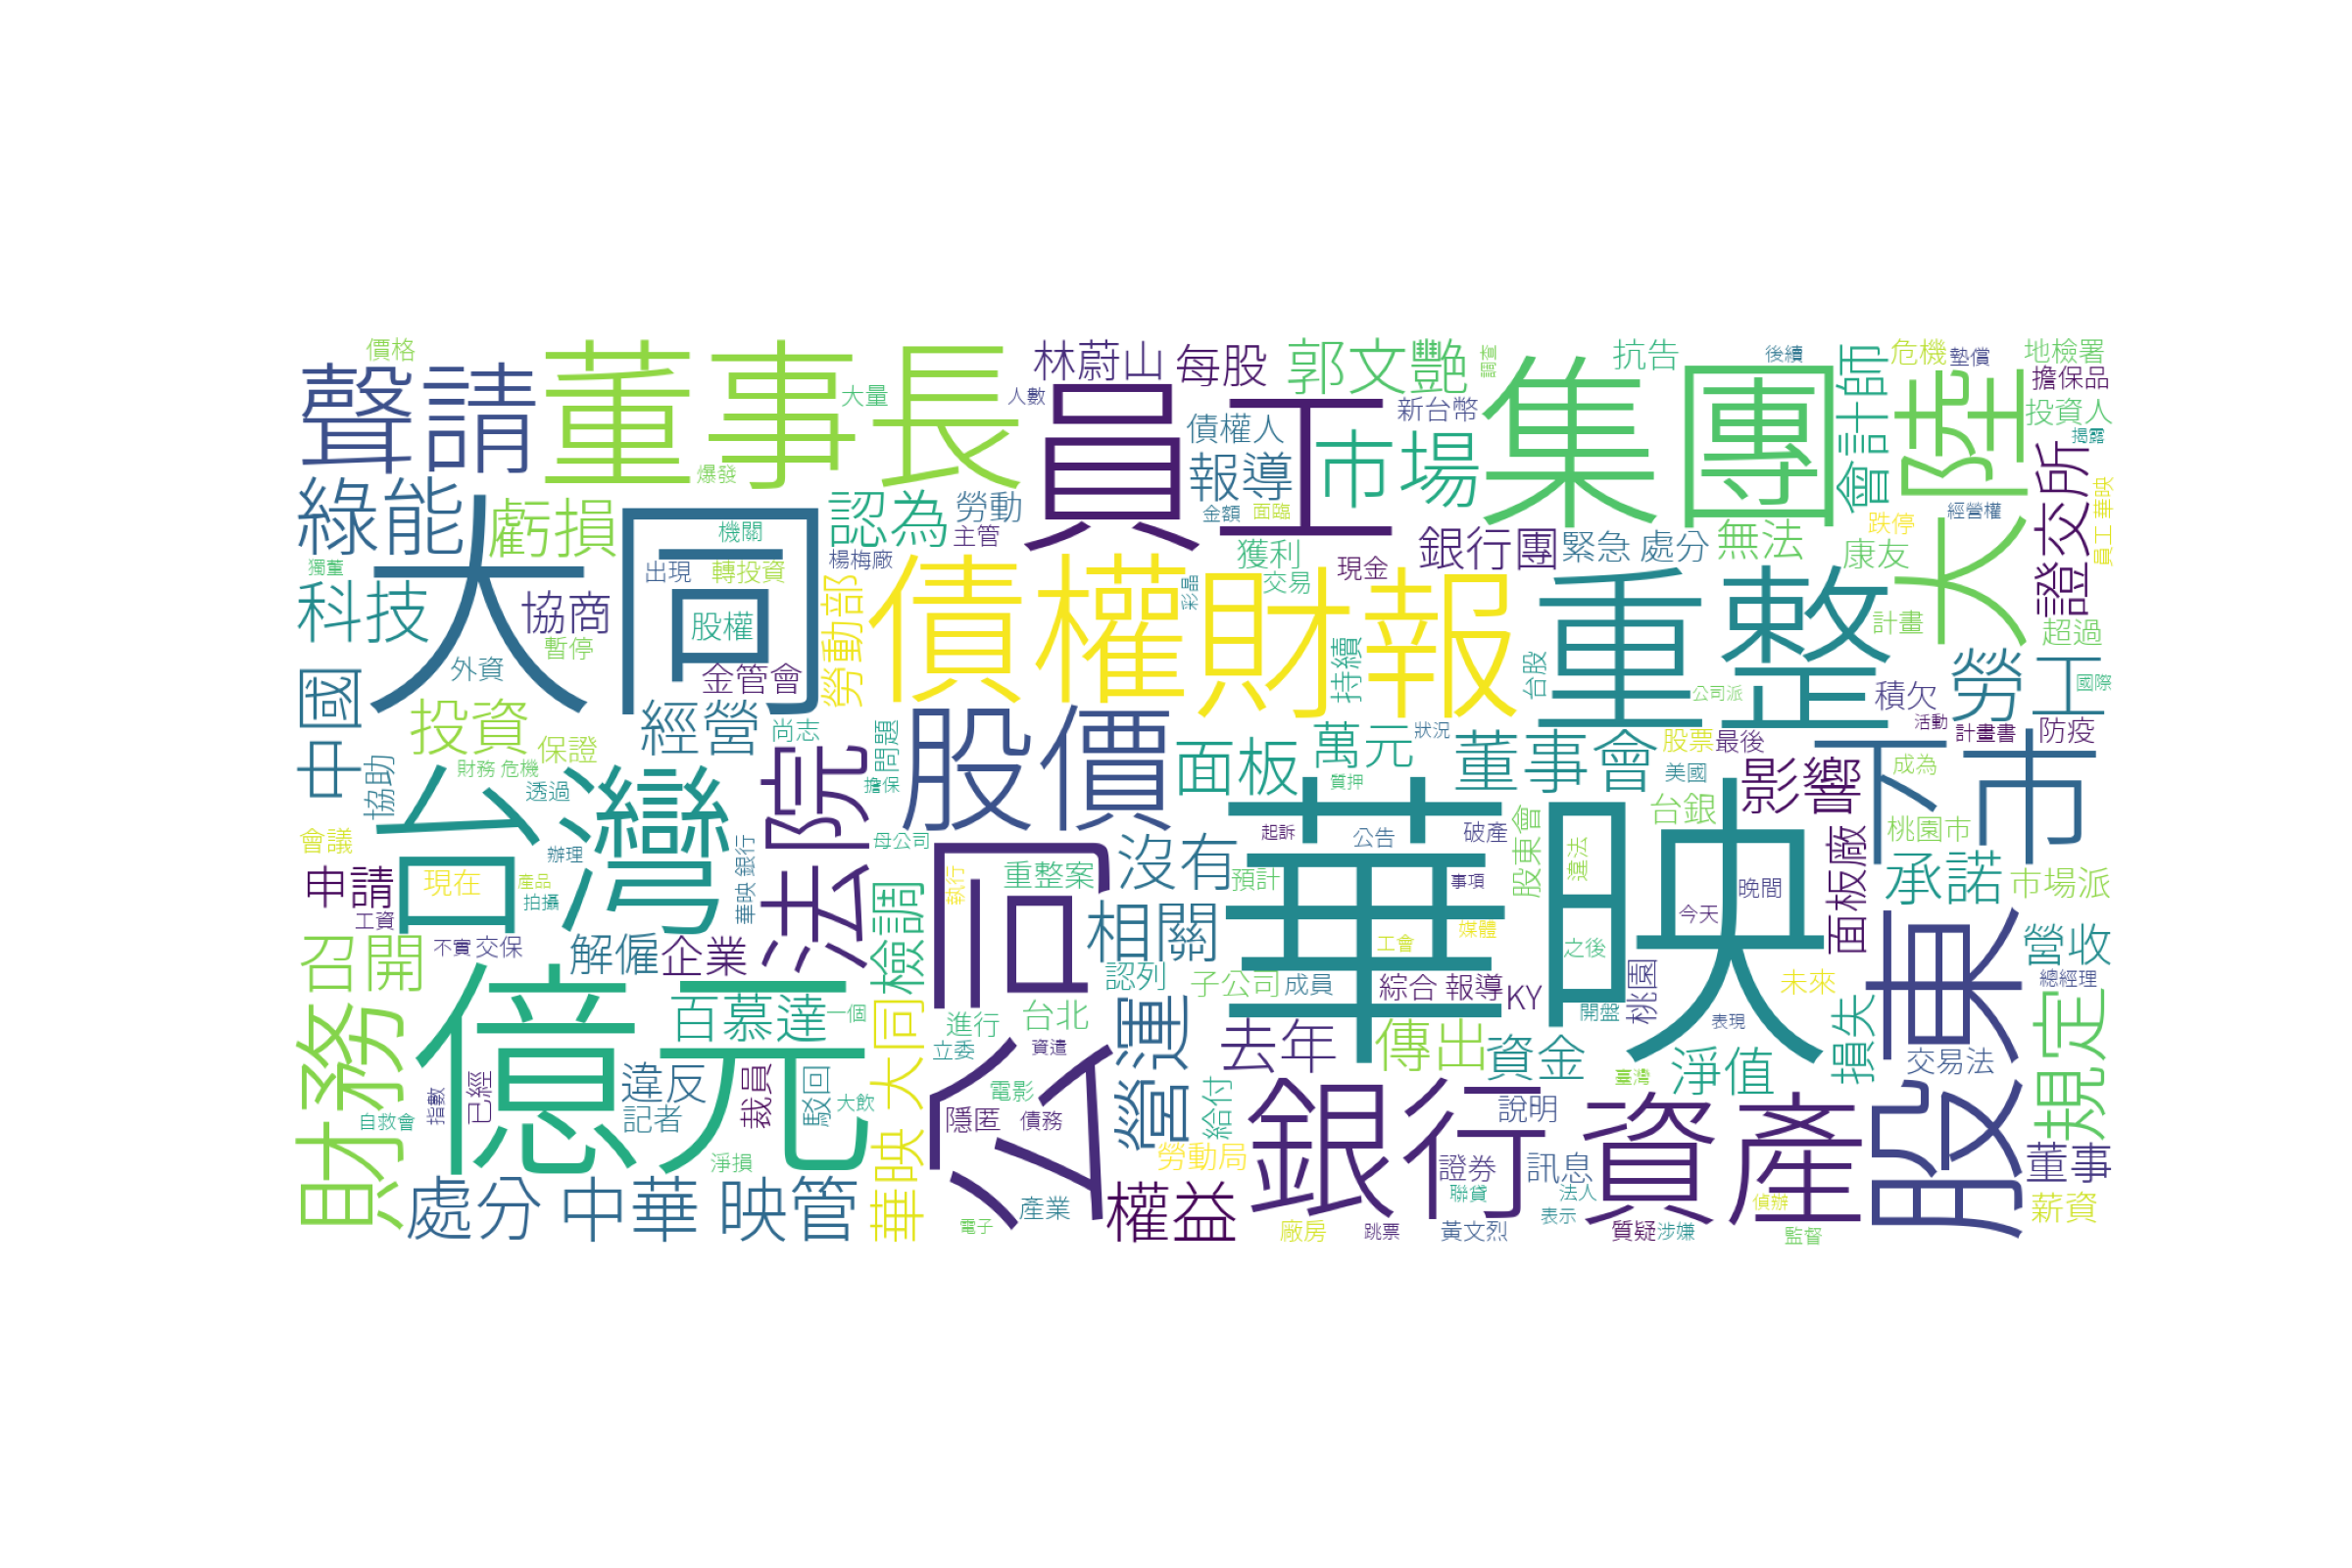 價格
聲請
董事長
大量
人數
林蔚山
每股
郭文艷
調查
抗告
後續
會計師
危機
墊償
地檢署
擔保品
投資人
揭露
大陸
集團
員工
市場
新台幣
債權人
報導
金額
面臨
爆發
綠能
虧損
機關
認為
勞動
主管
楊梅廠
獲利
交易
現金
彩晶
銀行團
緊急 處分
無法
康友
跌停
經營權
證交所
員工 華映
獨董
科技
大同
出現
轉投資
股權
協商
暫停
外資
金管會
勞動部
債權
財報
持續
台股
重整
公司派
計畫
超過
勞工
國際
積欠
活動
計畫書
防疫
中國
投資
保證
經營
尚志
問題
股價
面板
萬元
狀況
董事會
股票
最後
美國
影響
下市
成為
財務 危機
協助
透過
台灣
擔保
法院
質押
華映
台銀
桃園市
會議
辦理
母公司
沒有
起訴
公告
破產
股東會
違法
晚間
面板廠
承諾
市場派
申請
現在
產品
拍攝
工資
華映 銀行
檢調
執行
重整案
公司
預計
事項
今天
召開
不實
交保
解僱
企業
相關
工會
媒體
之後
股東
營收
總經理
認列
子公司
成員
綜合 報導
KY
桃園
未來
開盤
表現
財務
億元
百慕達
一個
華映 大同
進行
台北
立委
資遣
營運
去年
傳出
資金
臺灣
淨值
損失
交易法
規定
自救會
指數
已經
違反
記者
裁員
駁回
大飲
電影
隱匿
債務
給付
銀行
說明
資產
勞動局
證券
訊息
董事
淨損
處分
中華 映管
產業
電子
權益
聯貸
法人
表示
廠房
跳票
黃文烈
質疑
涉嫌
偵辦
監督
薪資